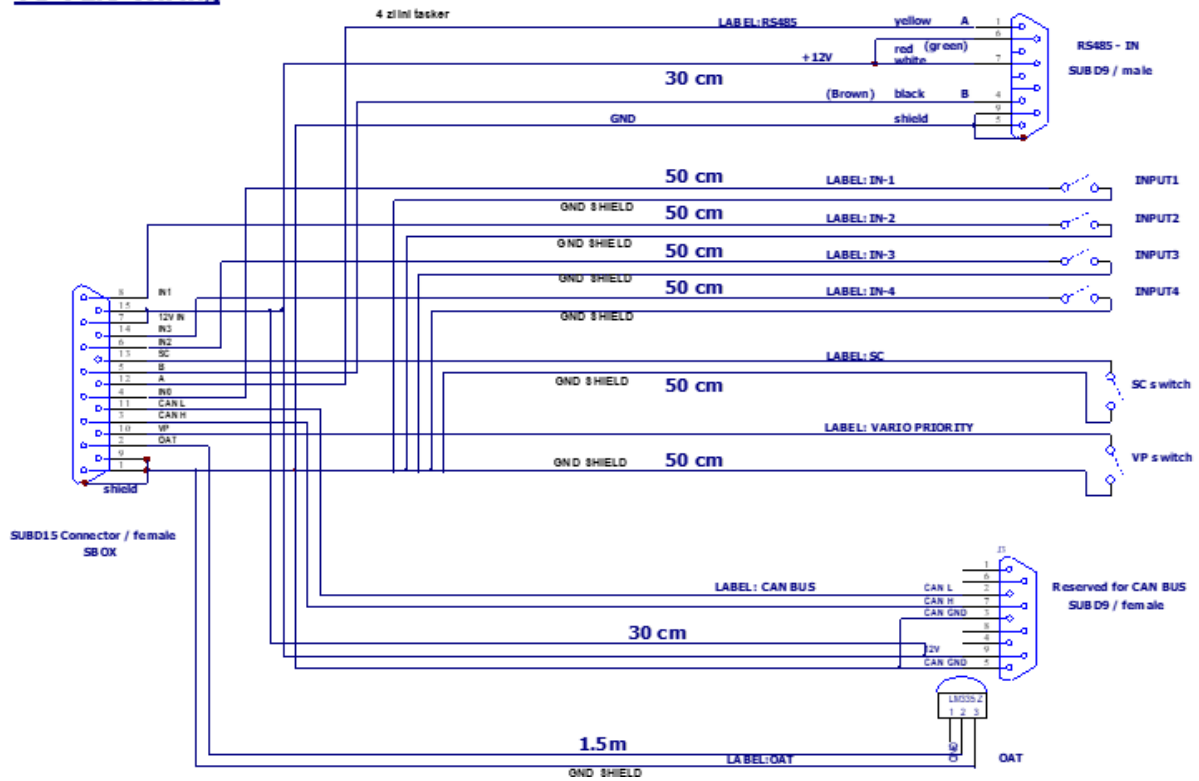 4 zilni tasker
LABEL:RS485
yellow
A
1
6
(green)
red
white
+12V
7
RS485 - IN
SUBD9 / male
30 cm
(Brown)
black
B
4
9
GND
shield
5
50 cm
LABEL: IN-1
INPUT1
GND SHIELD
50 cm
LABEL: IN-2
INPUT2
GND SHIELD
50 cm
LABEL: IN-3
INPUT3
GND SHIELD
50 cm
LABEL: IN-4
INPUT4
GND SHIELD
8
IN1
15
7
12V IN
14
IN3
6
IN2
13
SC
5
B
12
A
4
IN0
11
CAN L
3
CAN H
10
VP
2
OAT
9
1
shield
LABEL: SC
GND SHIELD
50 cm
SC switch
LABEL: VARIO PRIORITY
GND SHIELD
50 cm
VP switch
SUBD15 Connector / female
SBOX
J3
1
6
LABEL: CAN BUS
CAN L
2
CAN H
7
CAN GND
3
8
4
12V
9
CAN GND
5
Reserved for CAN BUS
SUBD9 / female
30 cm
LM335Z
1 2 3
1.5m
LABEL:OAT
OAT
GND SHIELD